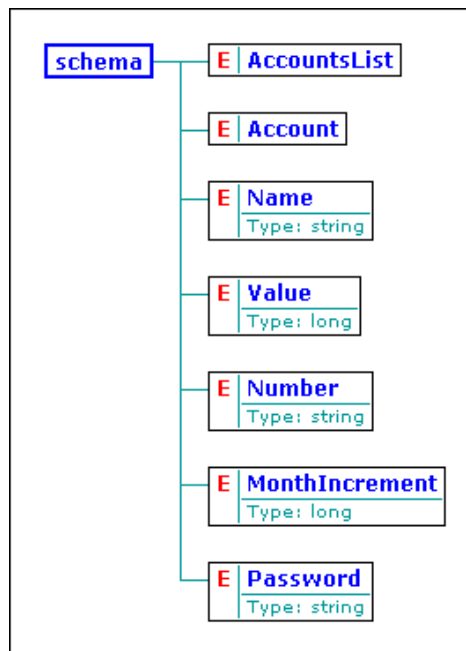 schema
E AccountsList
E Account
E Name
Type: string
E Value
Type: long
E Number
Type: string
E MonthIncrement
Type: long
E Password
Type: string